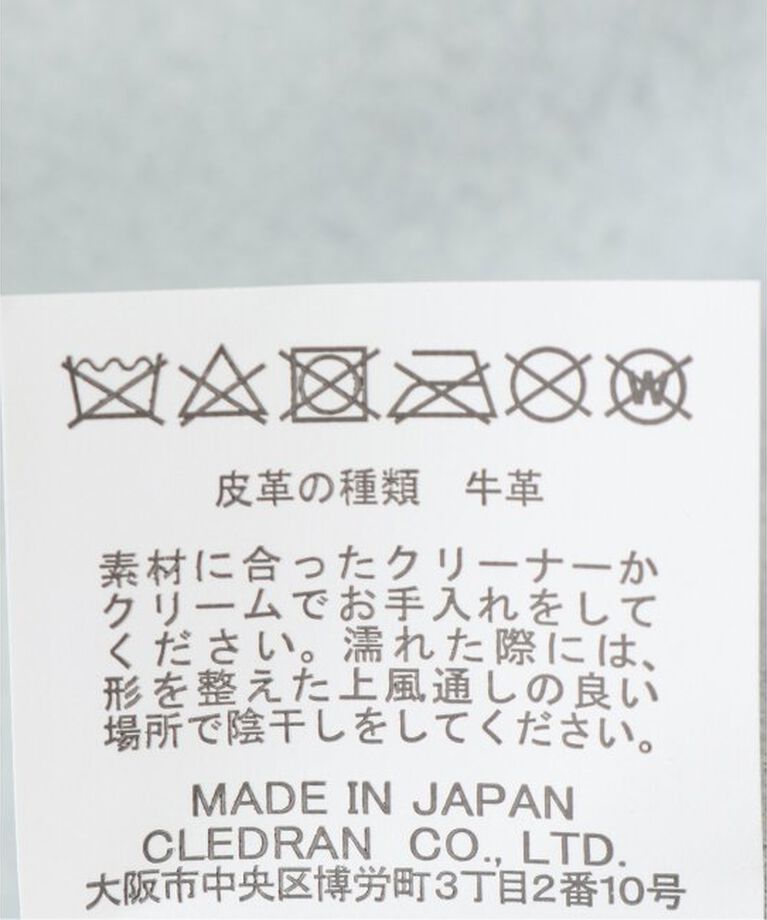 W
皮革の種類 牛革
素材に合ったクリーナーか
クリームでお手入れをして
ください。濡れた際には、
形を整えた上風通しの良い
場所で陰干しをしてください。
MADE IN JAPAN
CLEDRAN CO., LTD.
大阪市中央区博労町3丁目2番10号